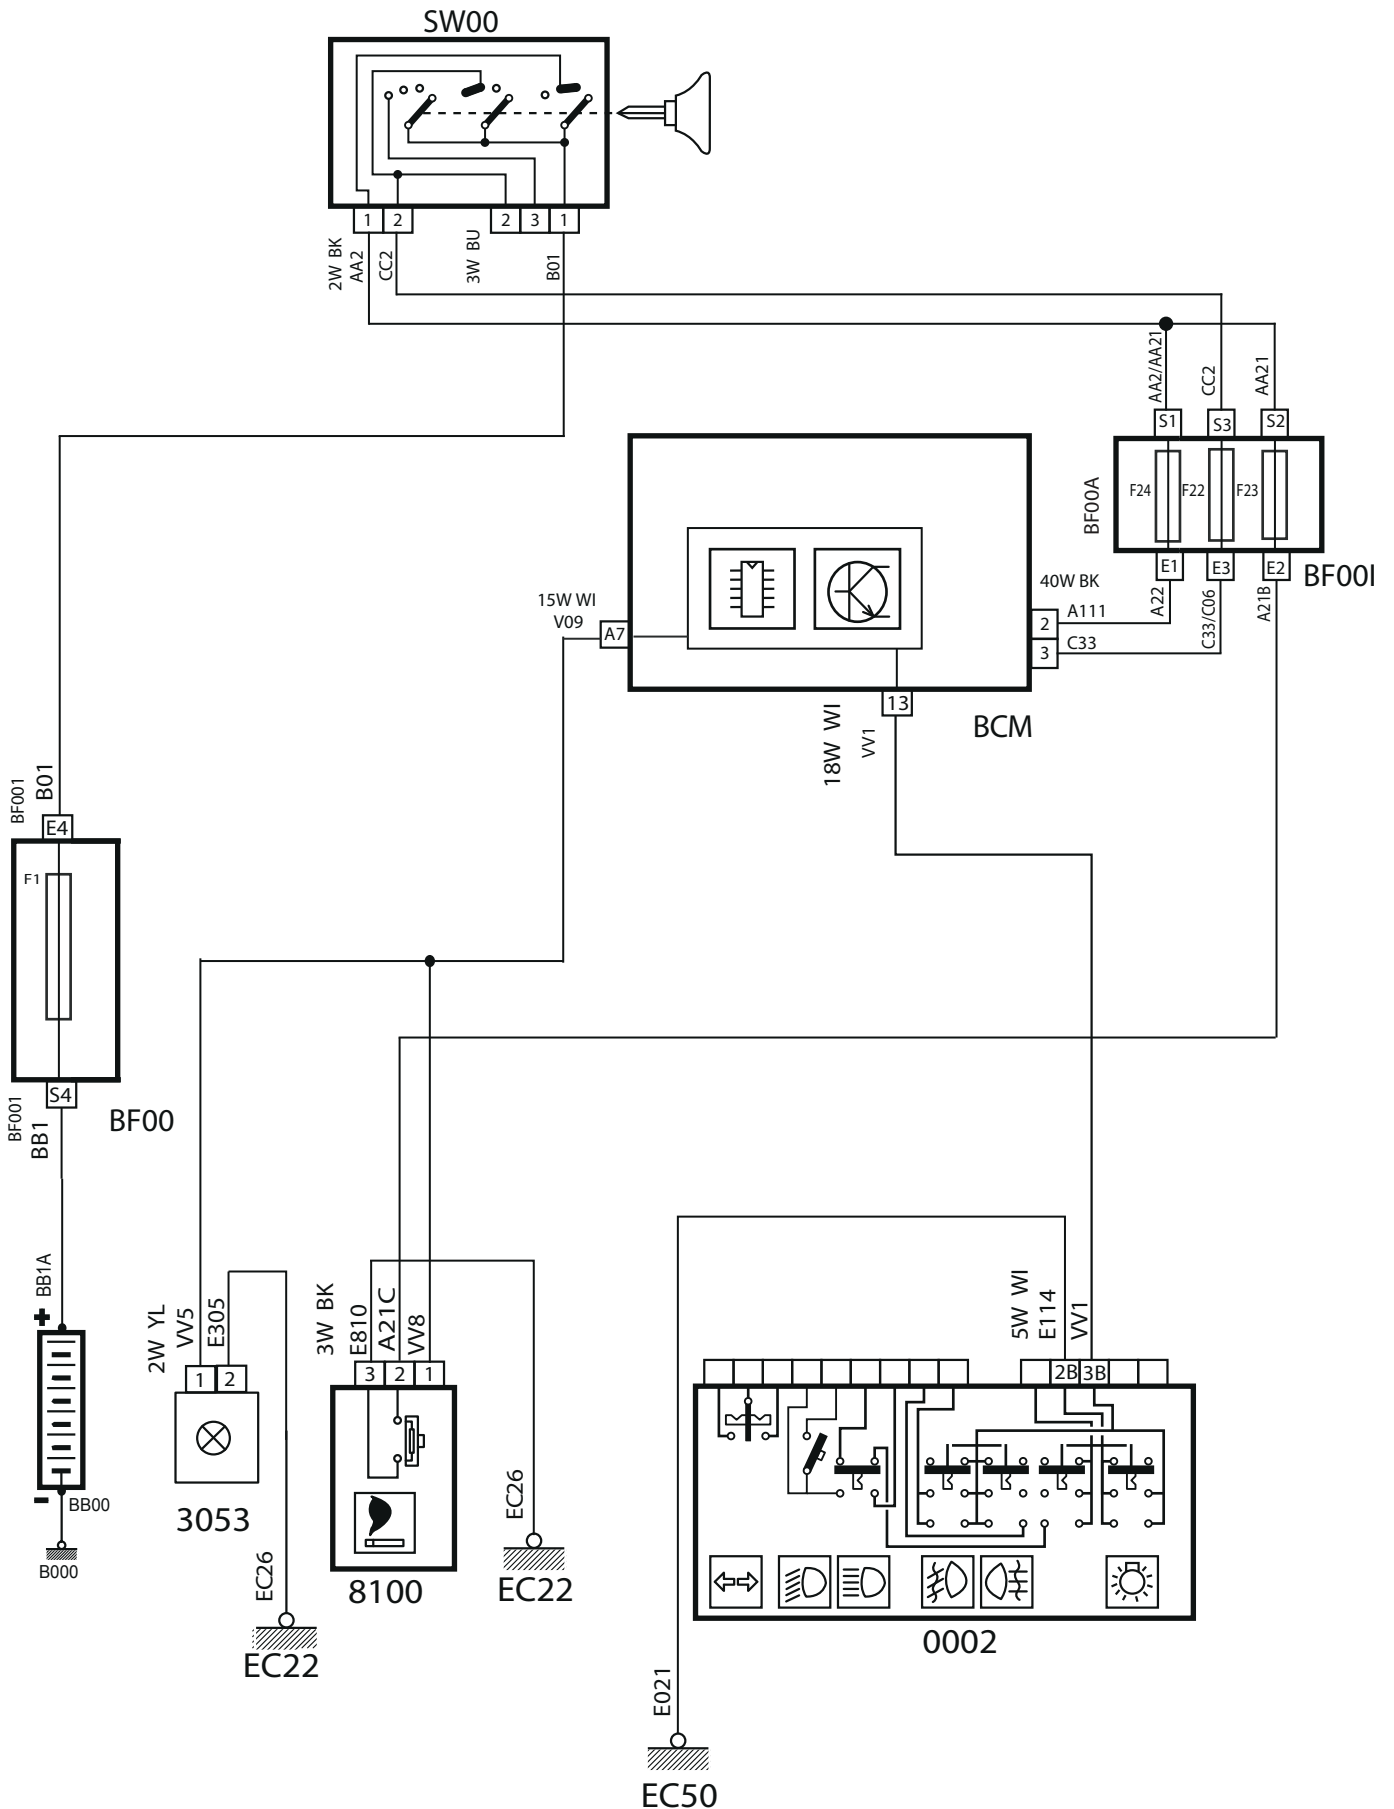 SW00
1 2 2 3 1
2W BK
AA2
CC2
3W BU
B01
AA2/AA21
CC2
AA21
S1 S3 S2
BF00A
F24 F22 F23
E1 E3 E2
BF00I
A22
C33/C06
A21B
40W BK
2 A111
3 C33
15W WI
V09
A7
13
BCM
18W WI
VV1
BF001
B01
E4
F1
S4
BF00
BF001
BB1
BB1A
+
-
BB00
B000
2W YL
VV5
E305
1 2
3053
EC26
EC22
3W BK
E810
A21C
VV8
3 2 1
8100
EC26
EC22
5W WI
E114
VV1
2B 3B
0002
E021
EC50